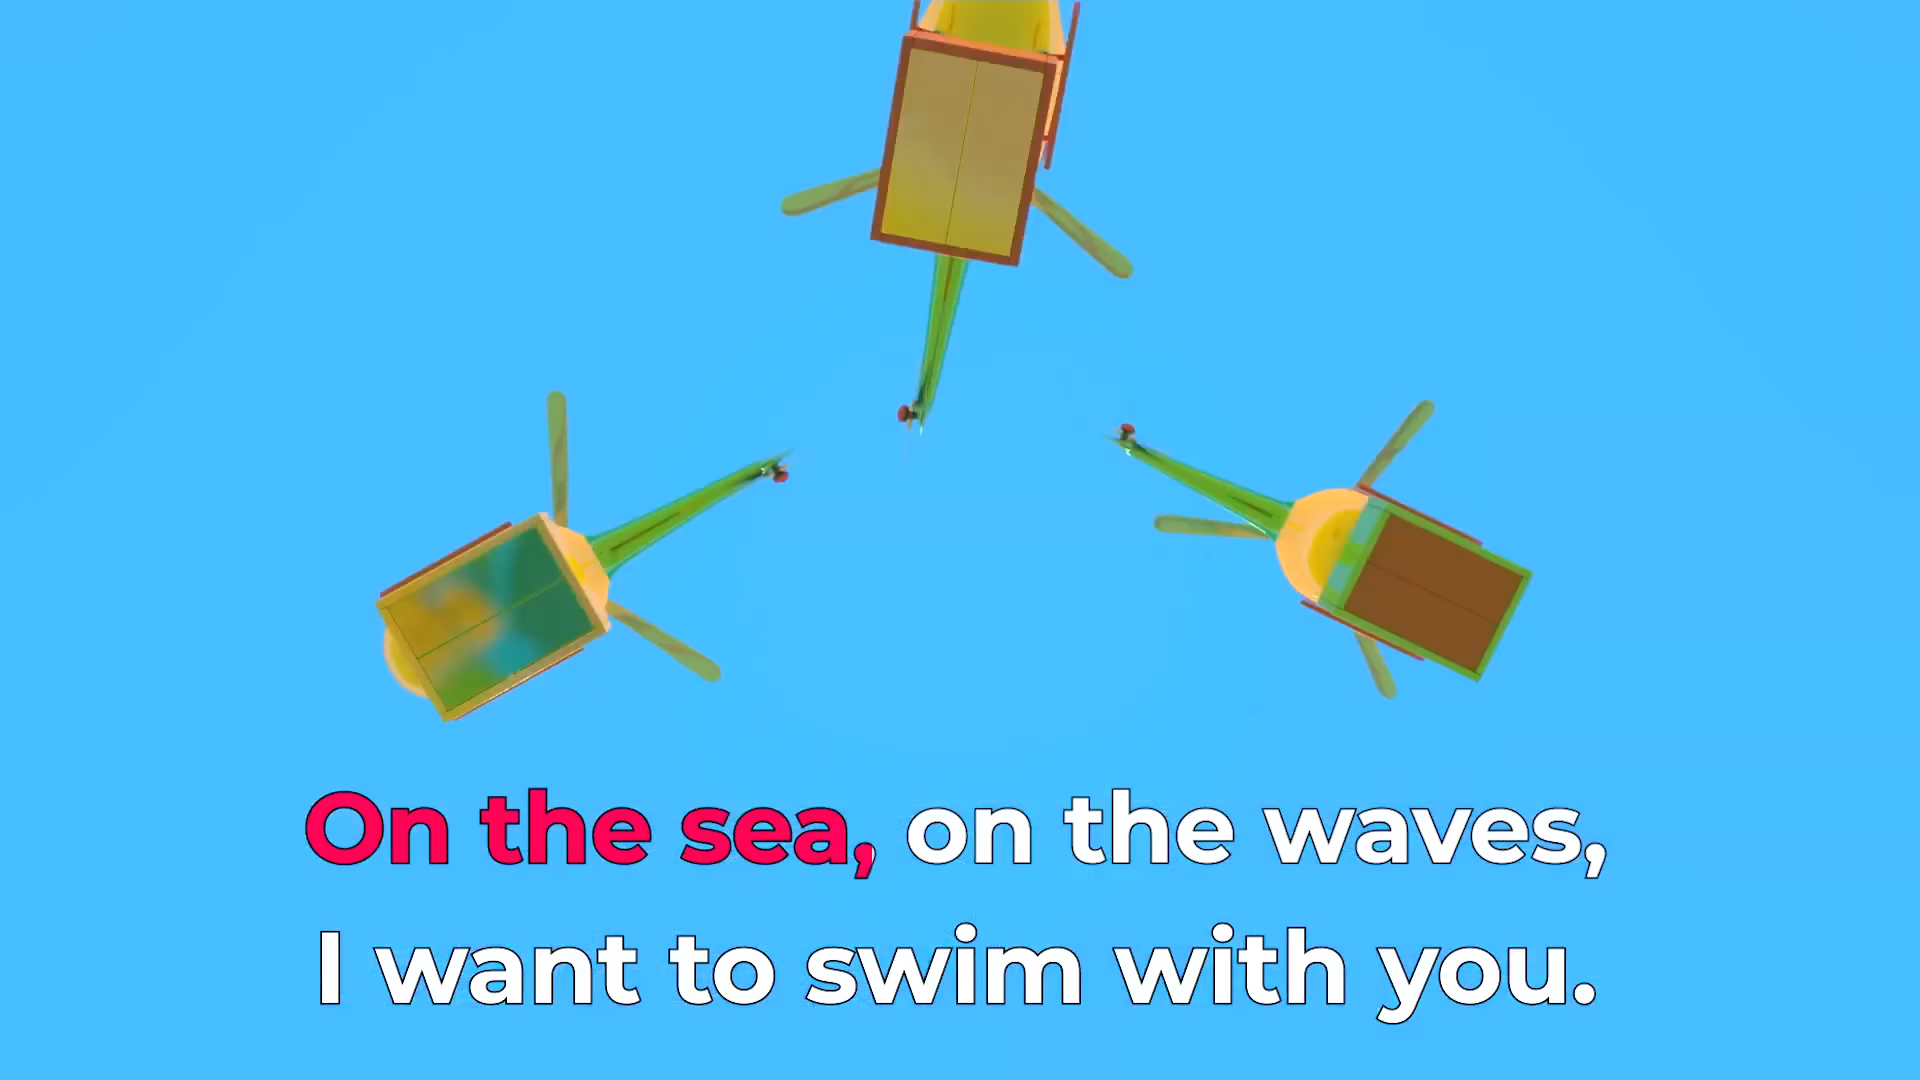 On the sea, on the waves,
I want to swim with you.